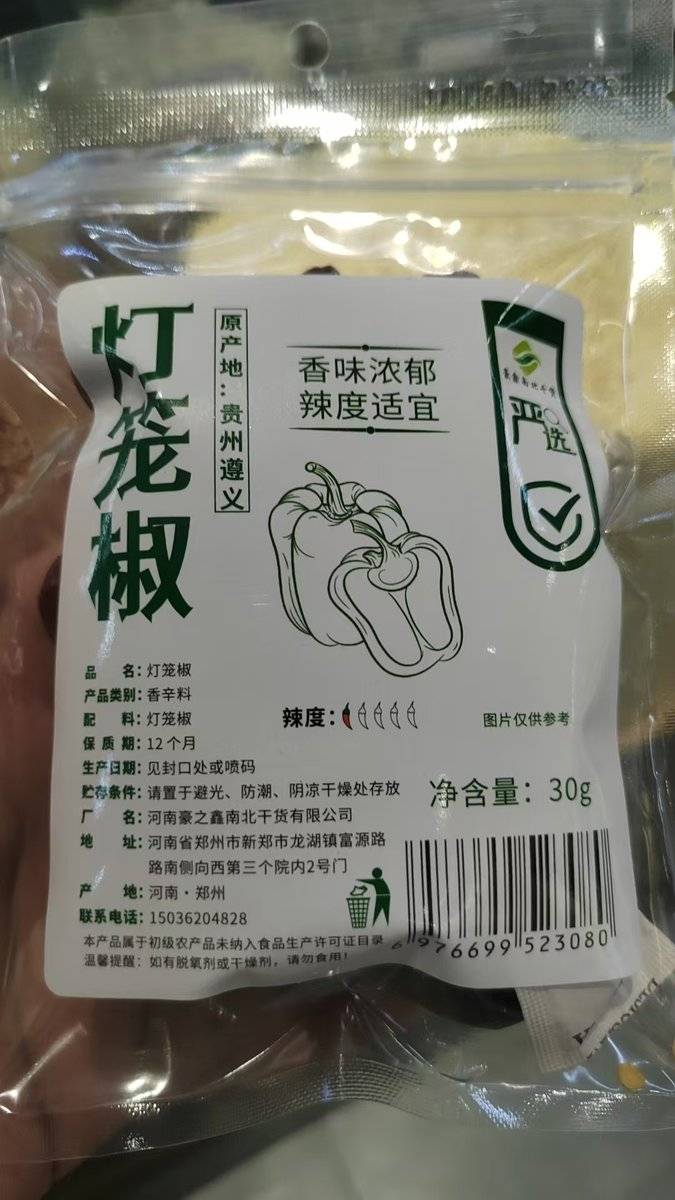 灯笼椒
原产地：贵州遵义
香味浓郁
辣度适宜
严选
品 名：灯笼椒
产品类别：香辛料
配 料：灯笼椒
保 质 期：12个月
生产日期：见封口处或喷码
贮存条件：请置于避光、防潮、阴凉干燥处存放
厂 名：河南豪之鑫南北干货有限公司
地 址：河南省郑州市新郑市龙湖镇富源路
路南侧向西第三个院内2号门
产 地：河南·郑州
联系电话：15036204828
本产品属于初级农产品未纳入食品生产许可证目录
温馨提醒：如有脱氧剂或干燥剂，请勿食用！
辣度：
图片仅供参考
净含量：30g
6 976699 523080